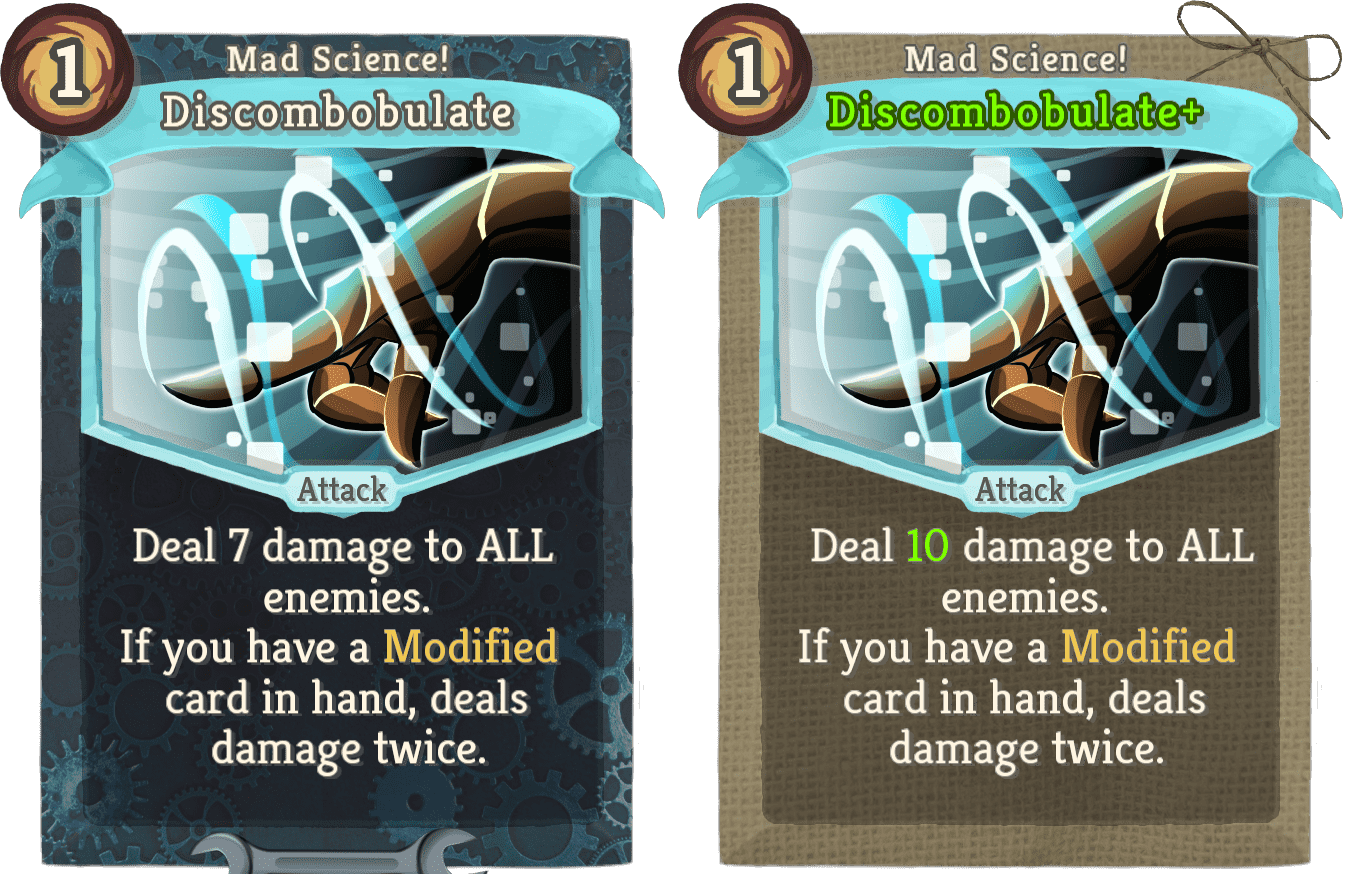 1
Mad Science!
Discombobulate
Attack
Deal 7 damage to ALL
enemies.
If you have a Modified
card in hand, deals
damage twice.
1
Mad Science!
Discombobulate+
Attack
Deal 10 damage to ALL
enemies.
If you have a Modified
card in hand, deals
damage twice.